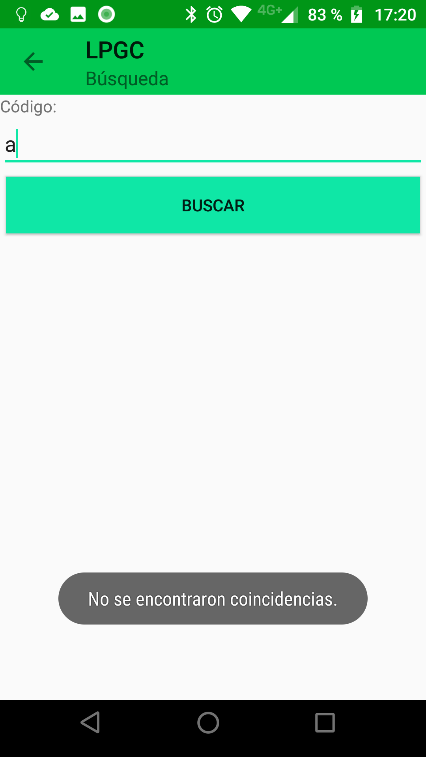 4G+ 83 % 17:20
LPGC
Búsqueda
Código:
a
BUSCAR
No se encontraron coincidencias.